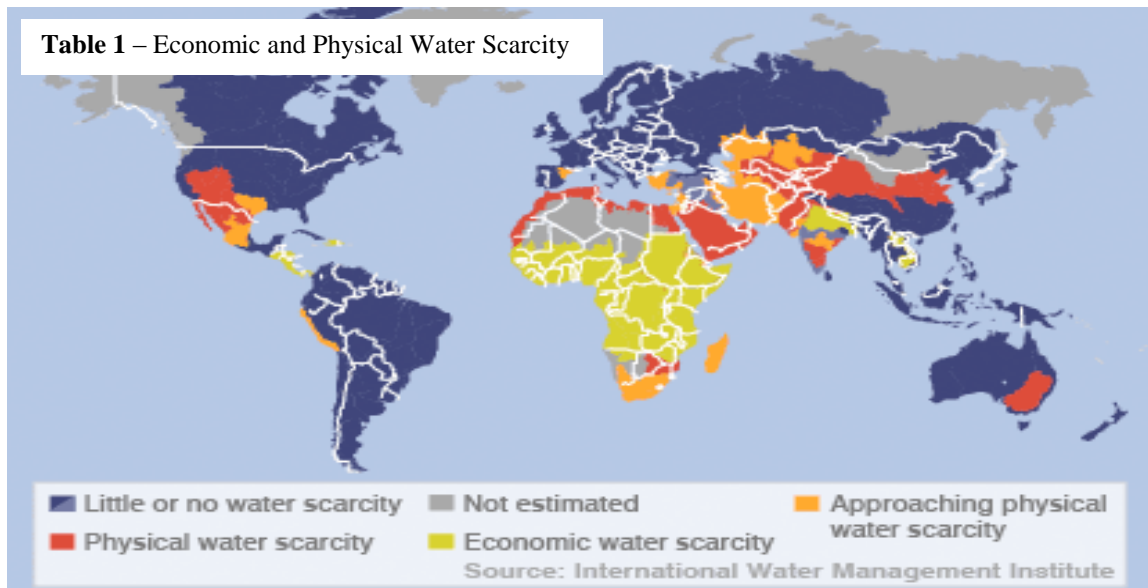 Table 1 – Economic and Physical Water Scarcity
Little or no water scarcity
Not estimated
Approaching physical
water scarcity
Physical water scarcity
Economic water scarcity
Source: International Water Management Institute